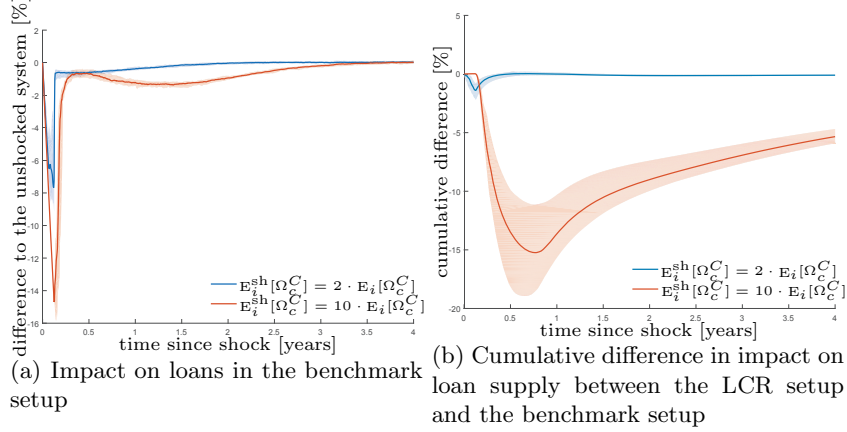 difference to the unshocked system [%]
2
0
-2
-4
-6
-8
-10
-12
-14
-16
0
0.5
1
1.5
2
2.5
3
3.5
4
E_i^sh[Ω_c^C] = 2 · E_i[Ω_c^C]
E_i^sh[Ω_c^C] = 10 · E_i[Ω_c^C]
time since shock [years]
(a) Impact on loans in the benchmark
setup
cumulative difference [%]
5
0
-5
-10
-15
-20
0
0.5
1
1.5
2
2.5
3
3.5
4
E_i^sh[Ω_c^C] = 2 · E_i[Ω_c^C]
E_i^sh[Ω_c^C] = 10 · E_i[Ω_c^C]
time since shock [years]
(b) Cumulative difference in impact on
loan supply between the LCR setup
and the benchmark setup